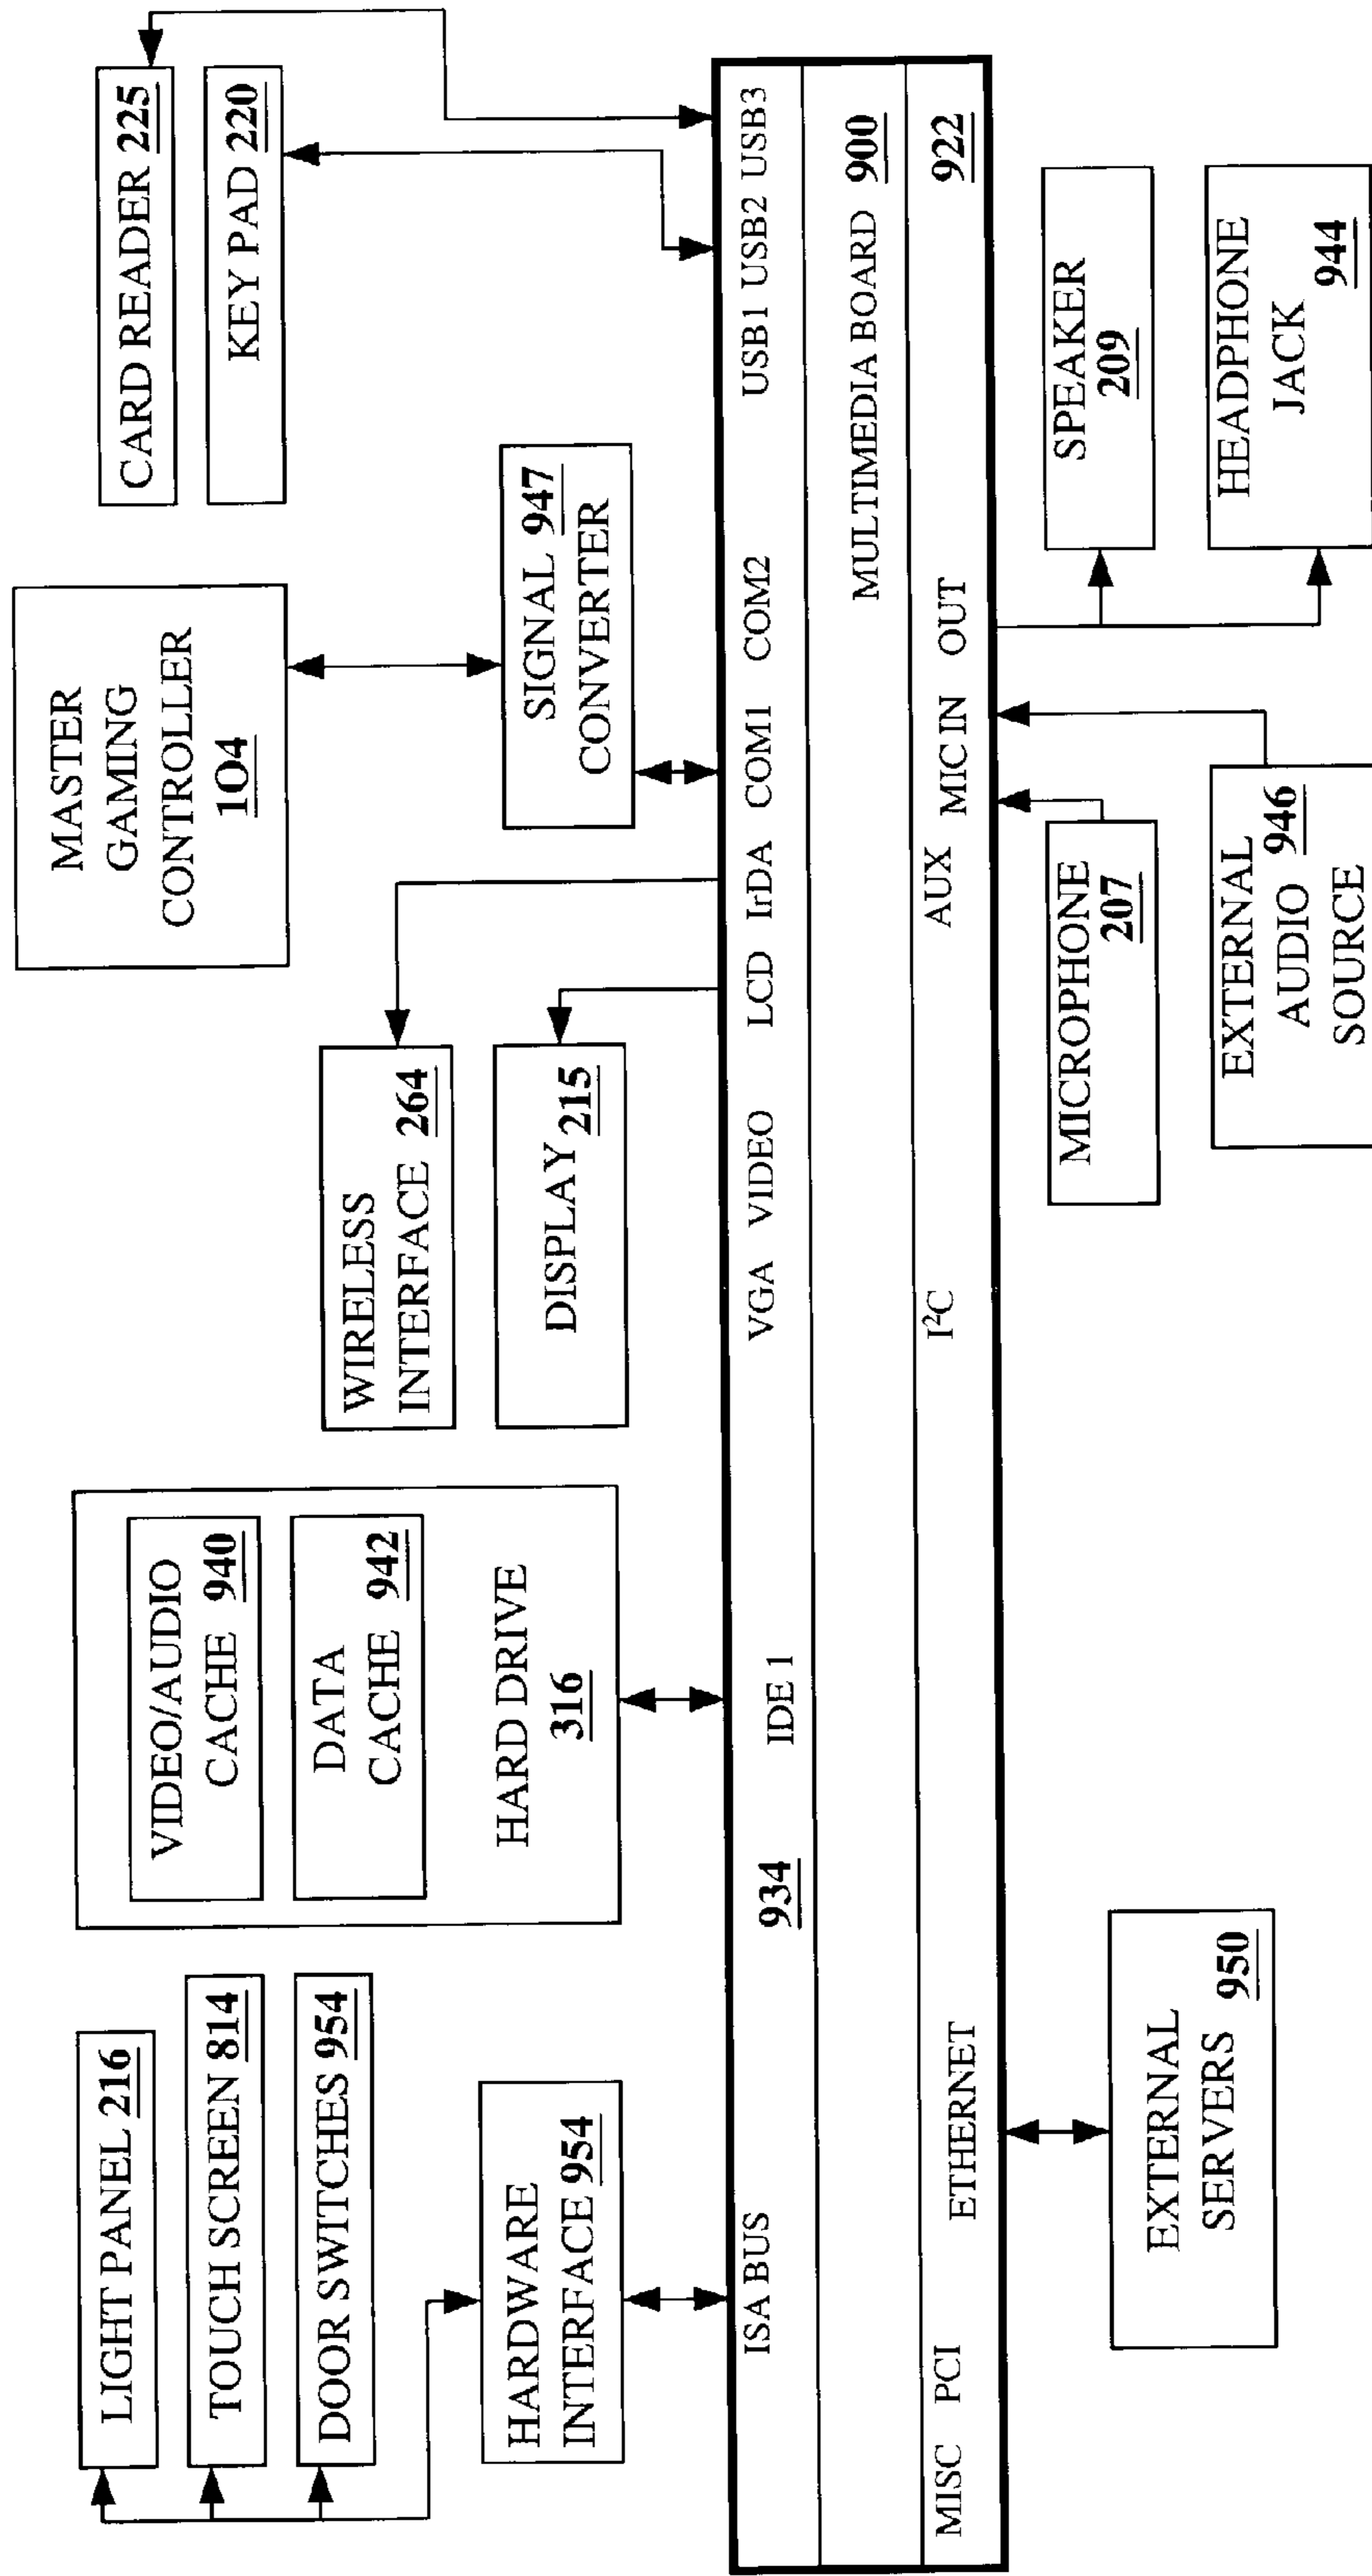 LIGHT PANEL 216
TOUCH SCREEN 814
DOOR SWITCHES 954
HARDWARE
INTERFACE 954
VIDEO/AUDIO
CACHE 940
DATA
CACHE 942
HARD DRIVE
316
WIRELESS
INTERFACE 264
DISPLAY 215
MASTER
GAMING
CONTROLLER
104
SIGNAL 947
CONVERTER
CARD READER 225
KEY PAD 220
ISA BUS
934
IDE 1
VGA VIDEO LCD IrDA COM1 COM2 USB1 USB2 USB3
MULTIMEDIA BOARD 900
MISC PCI ETHERNET I²C AUX MIC IN OUT 922
EXTERNAL
SERVERS 950
MICROPHONE
207
EXTERNAL
AUDIO 946
SOURCE
SPEAKER
209
HEADPHONE
JACK
944